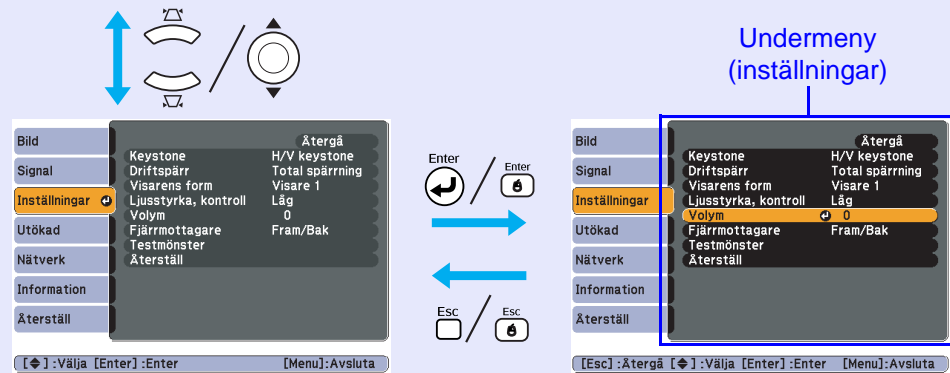 Undermeny
(inställningar)
Bild
Signal
Inställningar
Utökad
Nätverk
Information
Återställ
Återgå
Keystone H/V keystone
Driftspärr Total spärrning
Visarens form Visare 1
Ljusstyrka, kontroll Låg
Volym 0
Fjärrmottagare Fram/Bak
Testmönster
Återställ
[ ] :Välja [Enter] :Enter [Menu]:Avsluta
Enter
Enter
Esc
Esc
Bild
Signal
Inställningar
Utökad
Nätverk
Information
Återställ
Återgå
Keystone H/V keystone
Driftspärr Total spärrning
Visarens form Visare 1
Ljusstyrka, kontroll Låg
Volym 0
Fjärrmottagare Fram/Bak
Testmönster
Återställ
[Esc] :Återgå [ ] :Välja [Enter] :Enter [Menu]:Avsluta